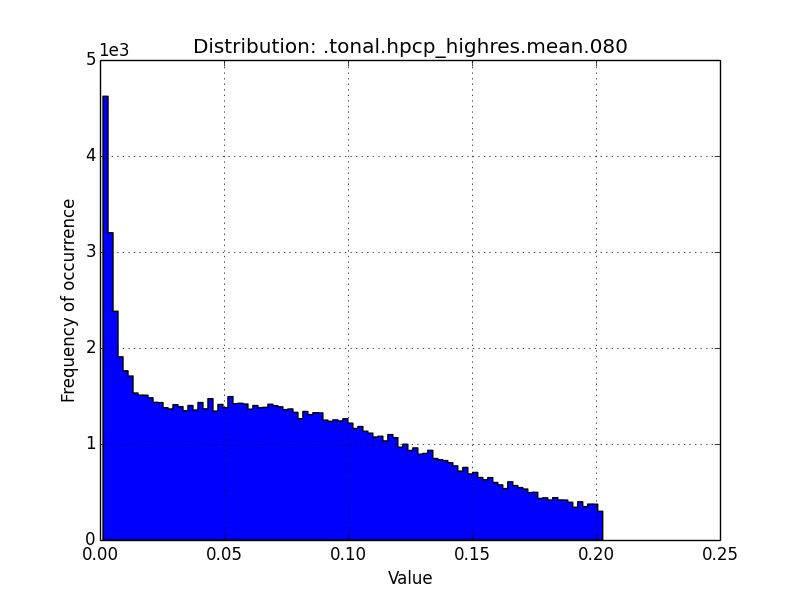 Distribution: .tonal.hpcp_highres.mean.080
1e3
5
4
3
2
1
0
Frequency of occurrence
0.00 0.05 0.10 0.15 0.20 0.25
Value